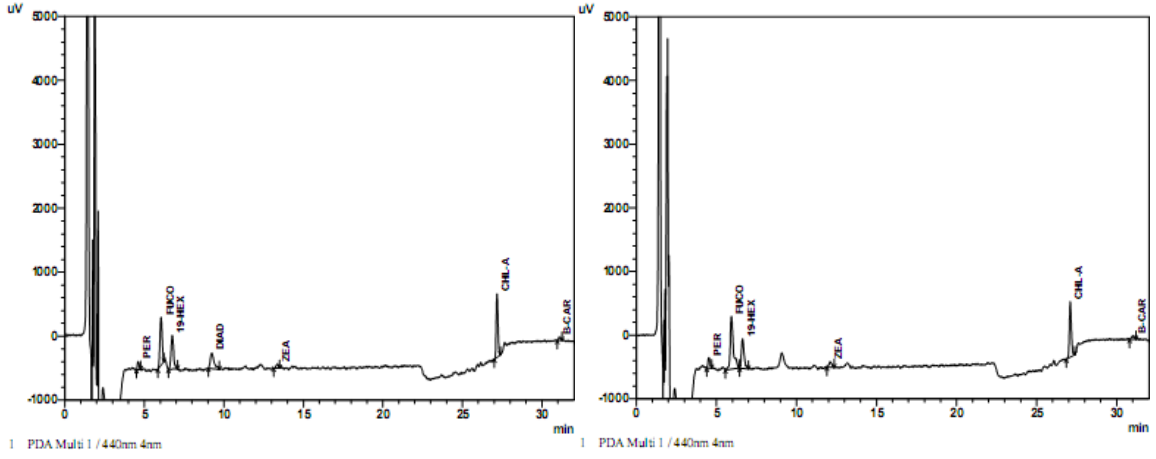 uV
5000
4000
3000
2000
1000
0
-1000
PER
FUCO
19-HEX
DIAD
ZEA
CHL-A
B-CAR
0 5 10 15 20 25 30
min
1 PDA Multi 1 / 440nm 4nm
uV
5000
4000
3000
2000
1000
0
-1000
PER
FUCO
19-HEX
ZEA
CHL-A
B-CAR
0 5 10 15 20 25 30
min
1 PDA Multi 1 / 440nm 4nm